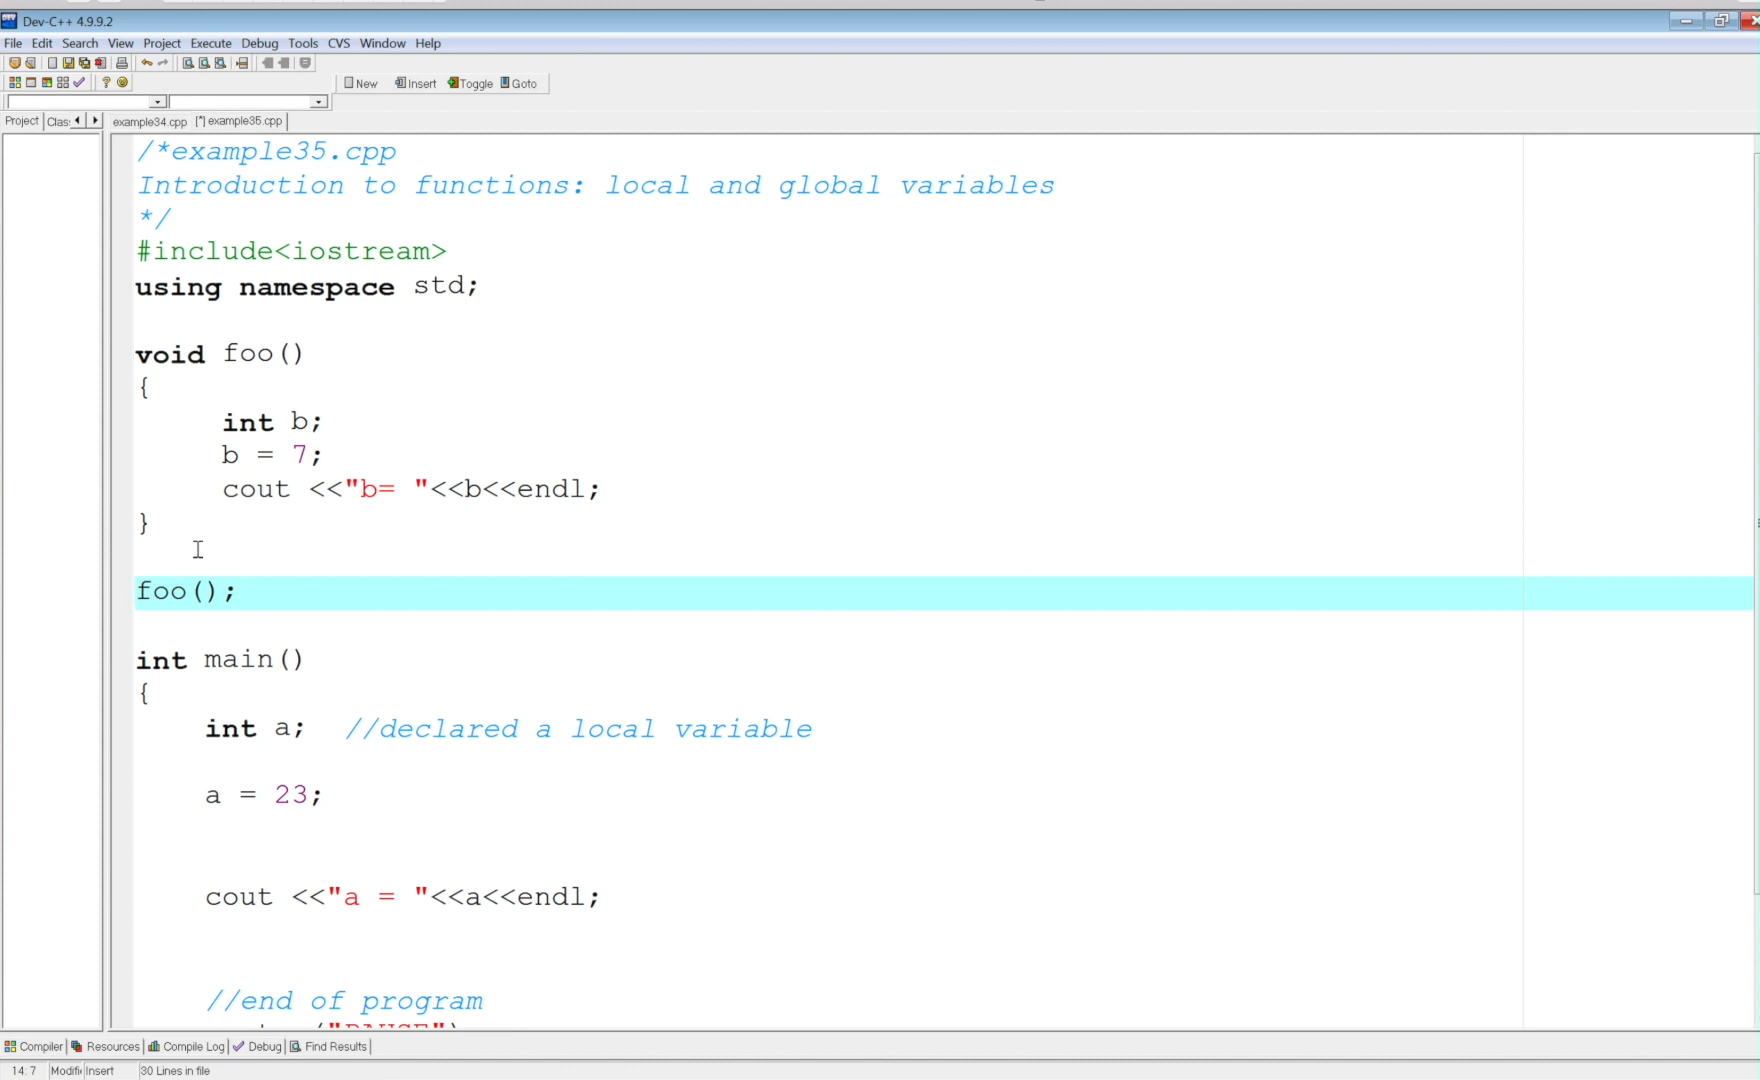 Dev-C++ 4.9.9.2
File Edit Search View Project Execute Debug Tools CVS Window Help
New Insert Toggle Goto
Project Clas example34.cpp [*] example35.cpp
/*example35.cpp
Introduction to functions: local and global variables
*/
#include<iostream>
using namespace std;
void foo()
{
int b;
b = 7;
cout <<"b= "<<b<<endl;
}
foo();
int main()
{
int a; //declared a local variable
a = 23;
cout <<"a = "<<a<<endl;
//end of program
Compiler Resources Compile Log Debug Find Results
14: 7 Modifi Insert 30 Lines in file